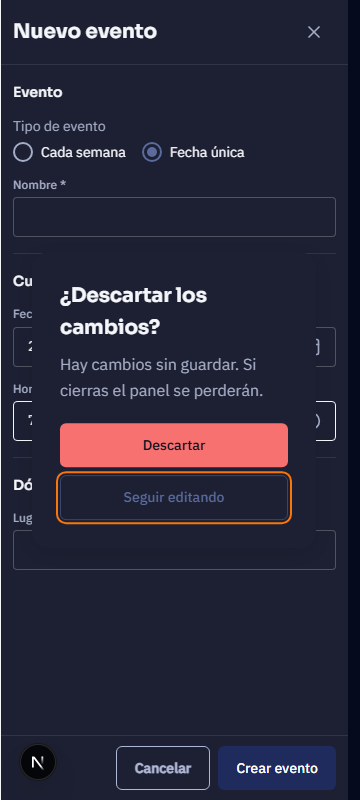 Nuevo evento
Evento
Tipo de evento
Cada semana
Fecha única
Nombre *
¿Descartar los
cambios?
Hay cambios sin guardar. Si
cierras el panel se perderán.
Descartar
Seguir editando
N
Cancelar
Crear evento